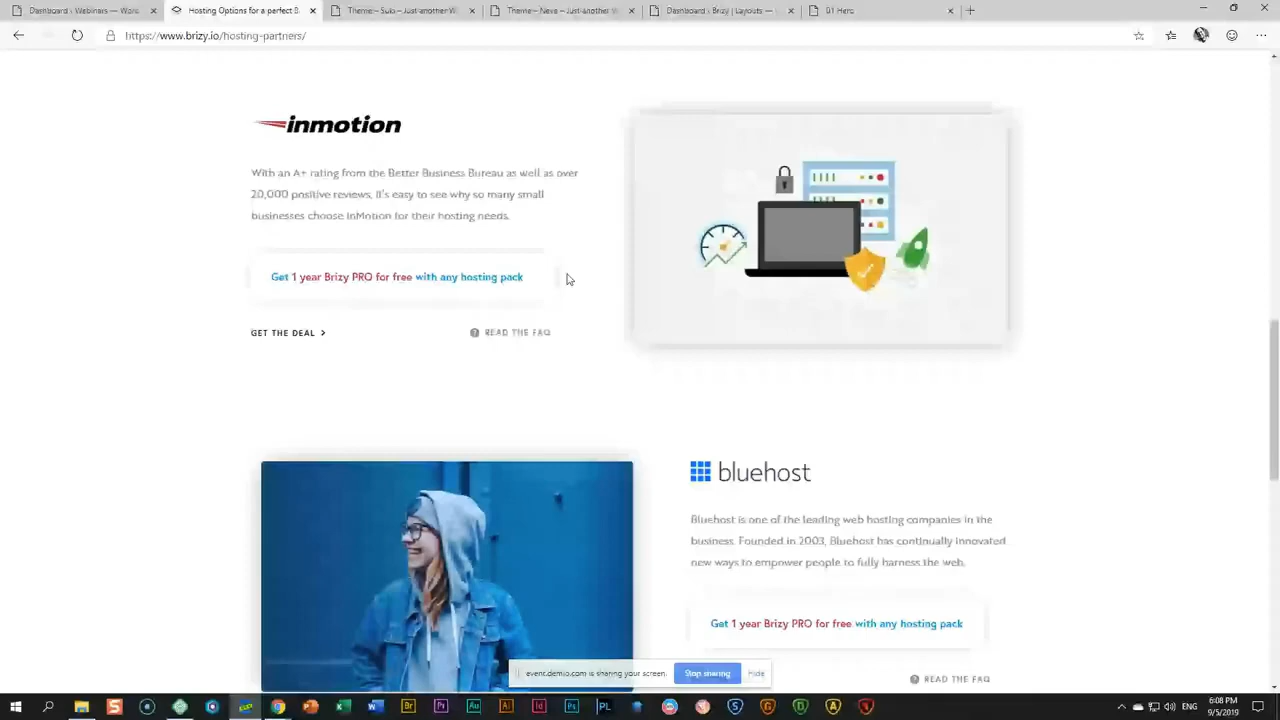 Dashboard ‹ Webinars — Word
Hosting Options for a perfect B
Theme – Sulo – Just another W
Theme – Neve – Just Another W
Dashboard ‹ Brizy | Layouts —
01 Hero
https://www.brizy.io/hosting-partners/
inmotion
With an A+ rating from the Better Business Bureau as well as over
20,000 positive reviews, it's easy to see why so many small
businesses choose InMotion for their hosting needs.
Get 1 year Brizy PRO for free with any hosting pack
GET THE DEAL
READ THE FAQ
bluehost
Bluehost is one of the leading web hosting companies in the
business. Founded in 2003, Bluehost has continually innovated
new ways to empower people to fully harness the web.
Get 1 year Brizy PRO for free with any hosting pack
READ THE FAQ
event.demio.com is sharing your screen.
Stop sharing
Hide
ENG
6:08 PM
9/5/2019